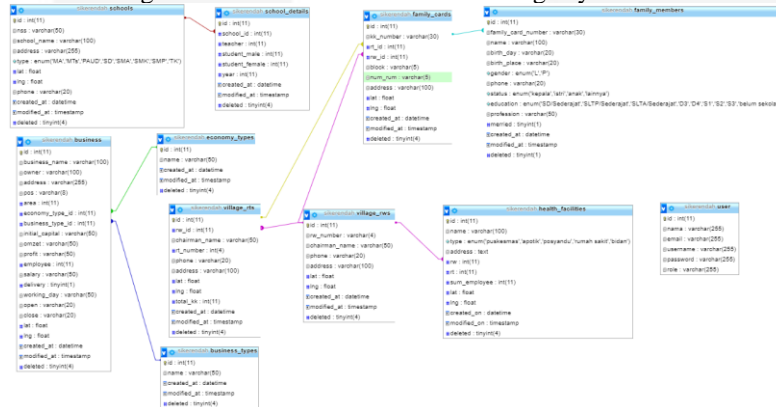 schools
id : int(11)
nss : varchar(50)
school_name : varchar(100)
address : varchar(255)
type : enum('MA','MTs','PAUD','SD','SMA','SMK','SMP','TK')
lat : float
lng : float
phone : varchar(20)
created_at : datetime
modified_at : timestamp
deleted : tinyint(4)
school_details
id : int(11)
school_id : int(11)
teacher : int(11)
student_male : int(11)
student_female : int(11)
year : int(11)
created_at : datetime
modified_at : timestamp
deleted : tinyint(4)
family_cards
id : int(11)
kk_number : varchar(30)
rt_id : int(11)
rw_id : int(11)
block : varchar(5)
num_rum : varchar(5)
address : varchar(100)
lat : float
lng : float
created_at : datetime
modified_at : timestamp
deleted : tinyint(4)
family_members
id : int(11)
family_card_number : varchar(30)
name : varchar(100)
birth_day : varchar(20)
birth_place : varchar(20)
gender : enum('L','P')
phone : varchar(20)
status : enum('kepala','istri','anak','lainnya')
education : enum('SD/Sederajat','SLTP/Sederajat','SLTA/Sederajat','D3','D4','S1','S2','S3','belum sekola
profession : varchar(50)
married : tinyint(1)
created_at : datetime
modified_at : timestamp
deleted : tinyint(1)
business
id : int(11)
business_name : varchar(100)
owner : varchar(100)
address : varchar(255)
pos : varchar(8)
area : int(11)
economy_type_id : int(11)
business_type_id : int(11)
initial_capital : varchar(50)
omzet : varchar(50)
profit : varchar(50)
employee : int(11)
salary : varchar(50)
delivery : tinyint(1)
working_day : varchar(50)
open : varchar(20)
close : varchar(20)
lat : float
lng : float
created_at : datetime
modified_at : timestamp
deleted : tinyint(4)
economy_types
id : int(11)
name : varchar(50)
created_at : datetime
modified_at : timestamp
deleted : tinyint(4)
village_rts
id : int(11)
rw_id : int(11)
chairman_name : varchar(50)
rt_number : int(4)
phone : varchar(20)
address : varchar(100)
lat : float
lng : float
total_kk : int(11)
created_at : datetime
modified_at : timestamp
deleted : tinyint(4)
village_rws
id : int(11)
rw_number : varchar(4)
chairman_name : varchar(50)
phone : varchar(20)
address : varchar(100)
lat : float
lng : float
created_at : datetime
modified_at : timestamp
deleted : tinyint(4)
health_facilities
id : int(11)
name : varchar(100)
type : enum('puskesmas','apotik','posyandu','rumah sakit','bidan')
address : text
rw : int(11)
rt : int(11)
sum_employee : int(11)
lat : float
lng : float
created_on : datetime
modified_on : timestamp
deleted : tinyint(4)
user
id : int(11)
nama : varchar(255)
email : varchar(255)
username : varchar(255)
password : varchar(255)
role : varchar(255)
business_types
id : int(11)
name : varchar(50)
created_at : datetime
modified_at : timestamp
deleted : tinyint(4)